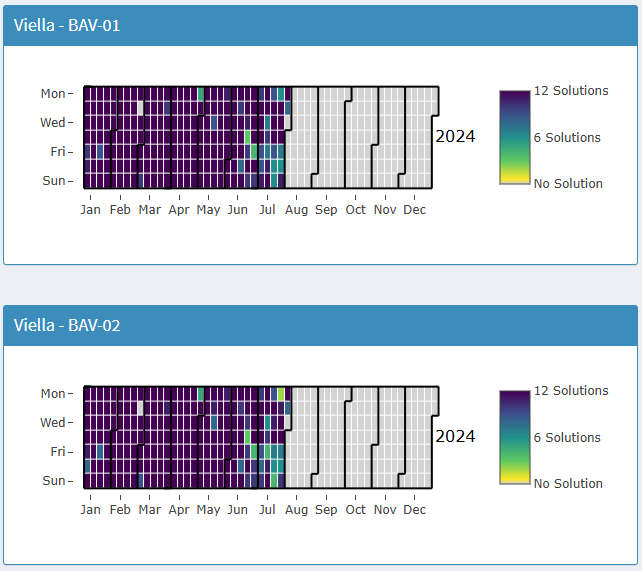 Viella - BAV-01
Mon
Wed
Fri
Sun
Jan Feb Mar Apr May Jun Jul Aug Sep Oct Nov Dec
2024
12 Solutions
6 Solutions
No Solution
Viella - BAV-02
Mon
Wed
Fri
Sun
Jan Feb Mar Apr May Jun Jul Aug Sep Oct Nov Dec
2024
12 Solutions
6 Solutions
No Solution